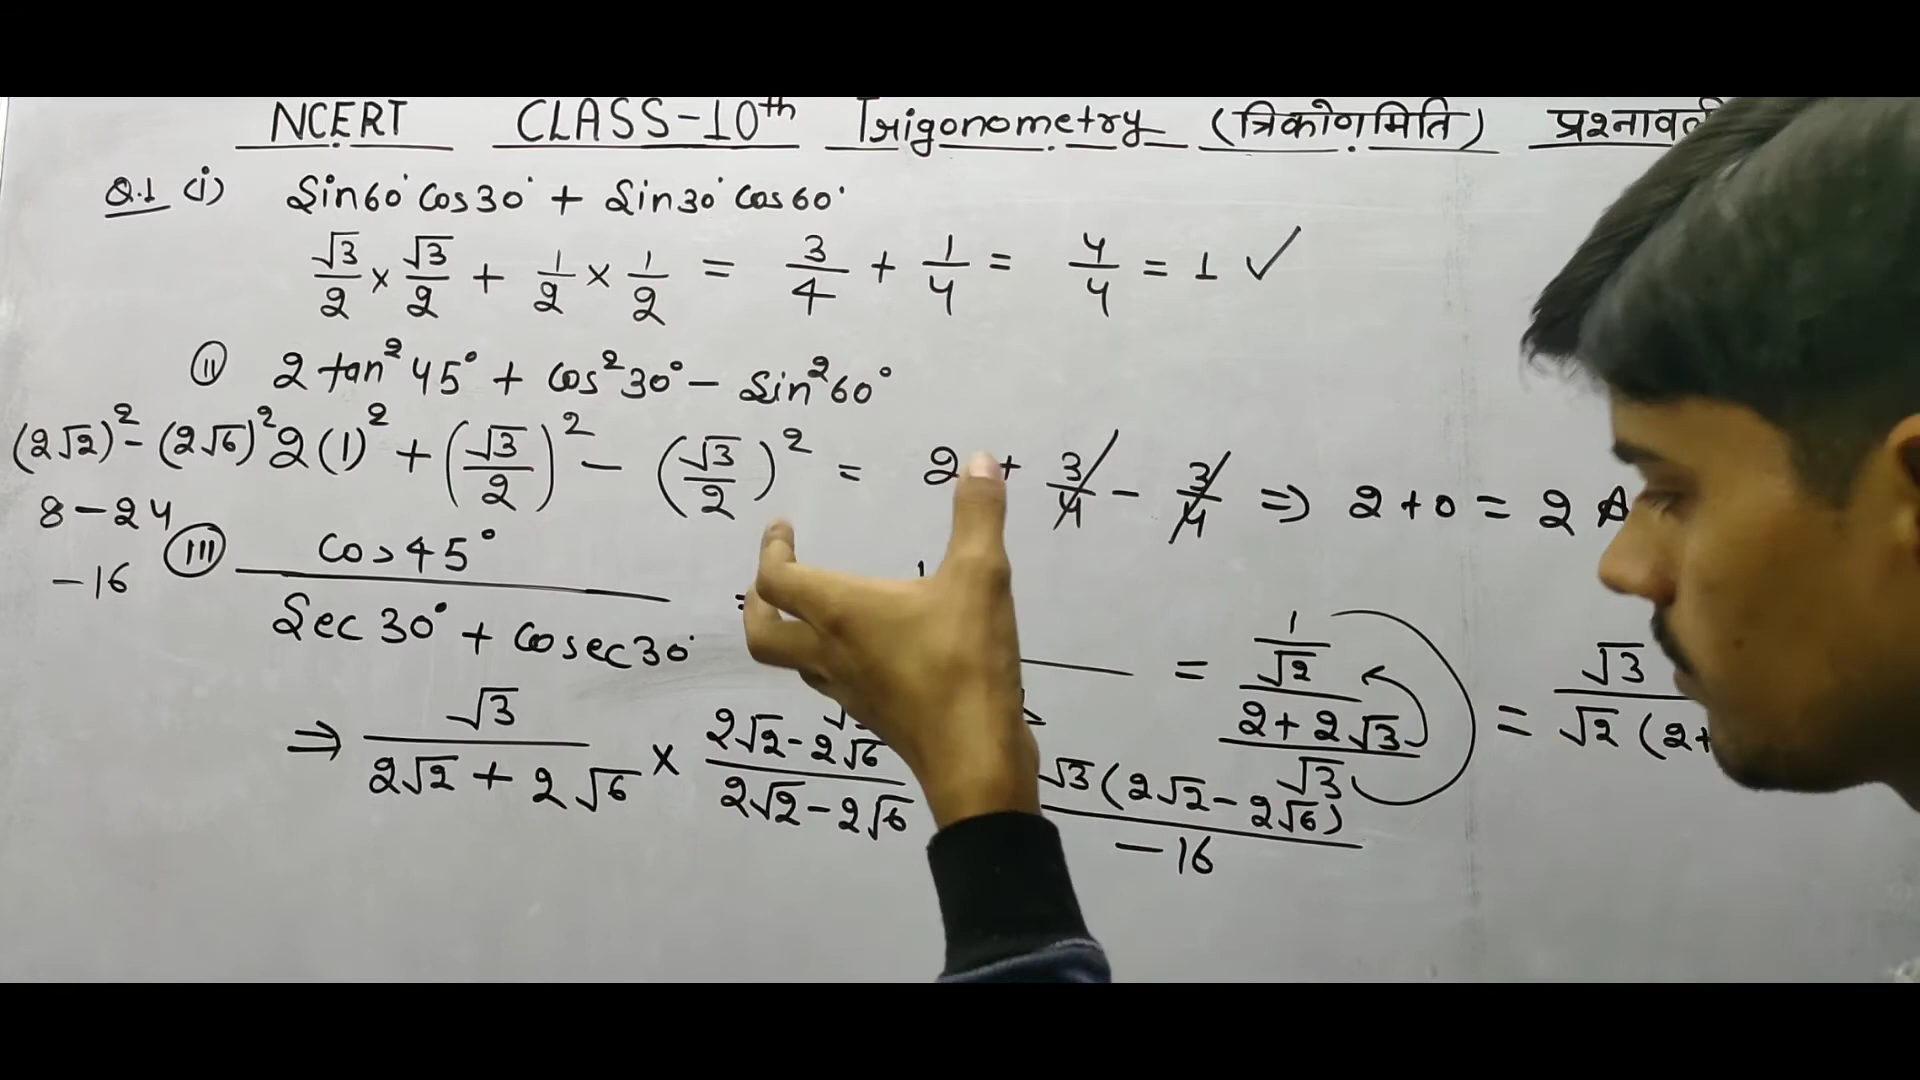 NCERT CLASS-10th Trigonometry (त्रिकोणमिति)
Q.1 (i) Sin60° Cos30° + Sin30° Cos60°
√3/2 × √3/2 + 1/2 × 1/2 = 3/4 + 1/4 = 4/4 = 1 ✓
(ii) 2 tan²45° + cos²30° - Sin²60°
(2√2)² - (2√6)² 2(1)² + (√3/2)² - (√3/2)² = 2 + 3/4 - 3/4 ⇒ 2+0 = 2
8-24
-16
(III) Cos45° / Sec30° + Cosec30° = (1/√2) / ((2+2√3)/√3) = √3 / √2(2+
⇒ √3 / 2√2 + 2√6 × 2√2-2√6 / 2√2-2√6
√3(2√2-2√6) / -16